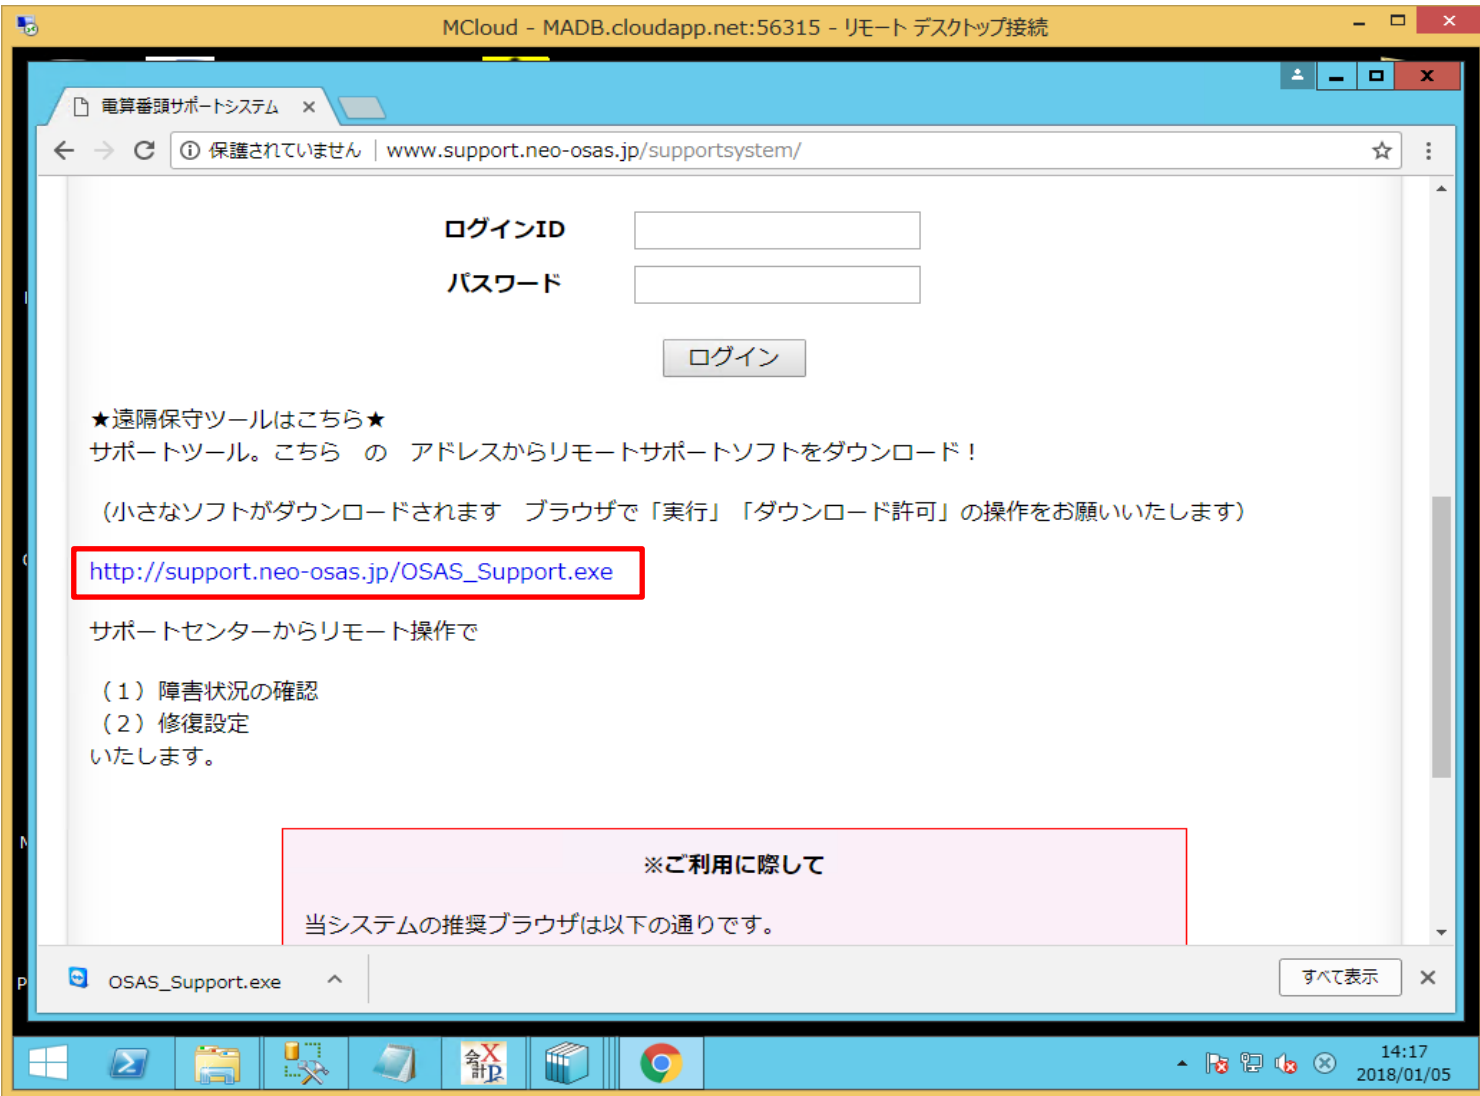 MCloud - MADB.cloudapp.net:56315 - リモート デスクトップ接続
電算番頭サポートシステム
保護されていません | www.support.neo-osas.jp/supportsystem/
ログインID
パスワード
ログイン
★遠隔保守ツールはこちら★
サポートツール。こちら　の　アドレスからリモートサポートソフトをダウンロード！
（小さなソフトがダウンロードされます　ブラウザで「実行」「ダウンロード許可」の操作をお願いいたします）
http://support.neo-osas.jp/OSAS_Support.exe
サポートセンターからリモート操作で
（１）障害状況の確認
（２）修復設定
いたします。
※ご利用に際して
当システムの推奨ブラウザは以下の通りです。
OSAS_Support.exe
すべて表示
会計
XP
14:17
2018/01/05